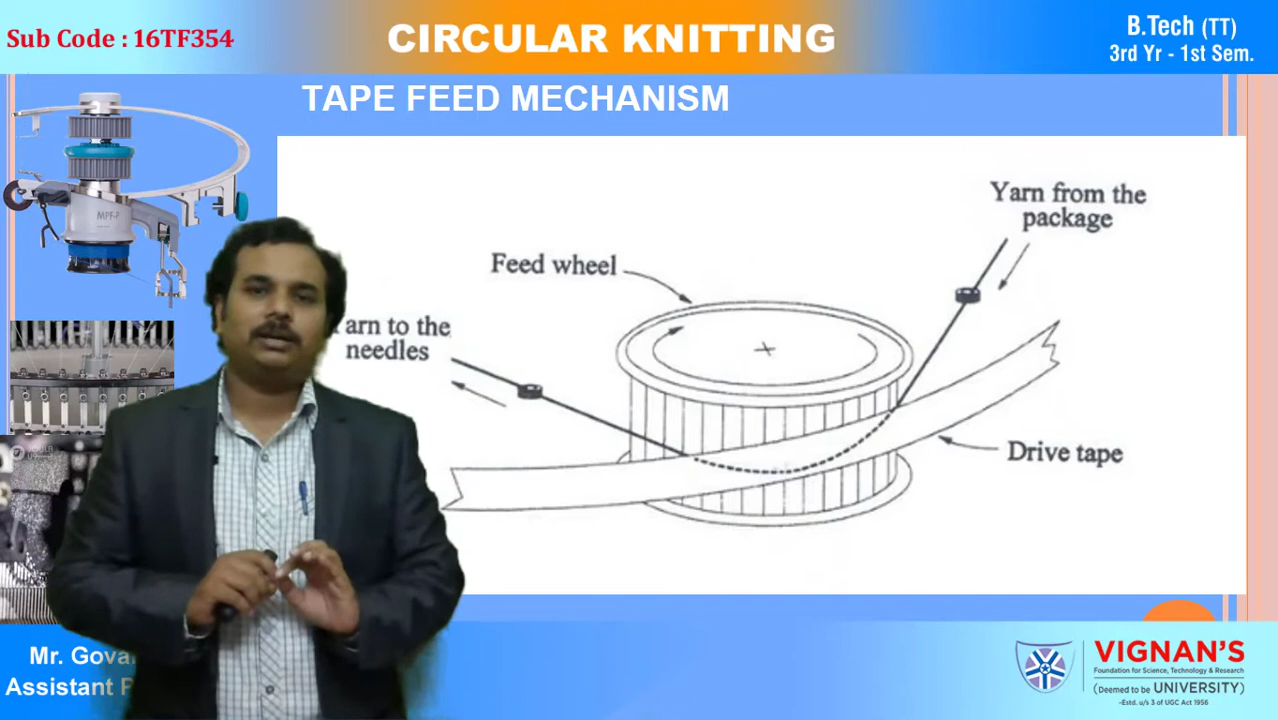 Sub Code : 16TF354
CIRCULAR KNITTING
B.Tech (TT)
3rd Yr - 1st Sem.
TAPE FEED MECHANISM
MPF-P
Yarn from the
package
Feed wheel
arn to the
needles
Drive tape
Mr. Gova
Assistant P
VIGNAN'S
Foundation for Science, Technology & Research
(Deemed to be UNIVERSITY)
-Estd. u/s 3 of UGC Act 1956